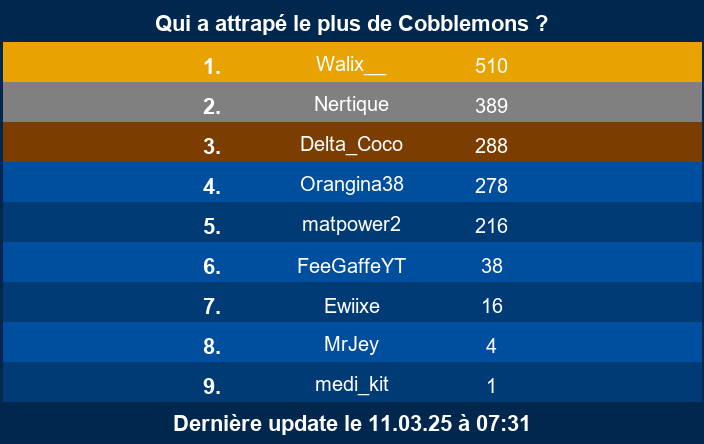 Qui a attrapé le plus de Cobblemons ?
1. Walix__ 510
2. Nertique 389
3. Delta_Coco 288
4. Orangina38 278
5. matpower2 216
6. FeeGaffeYT 38
7. Ewiixe 16
8. MrJey 4
9. medi_kit 1
Dernière update le 11.03.25 à 07:31